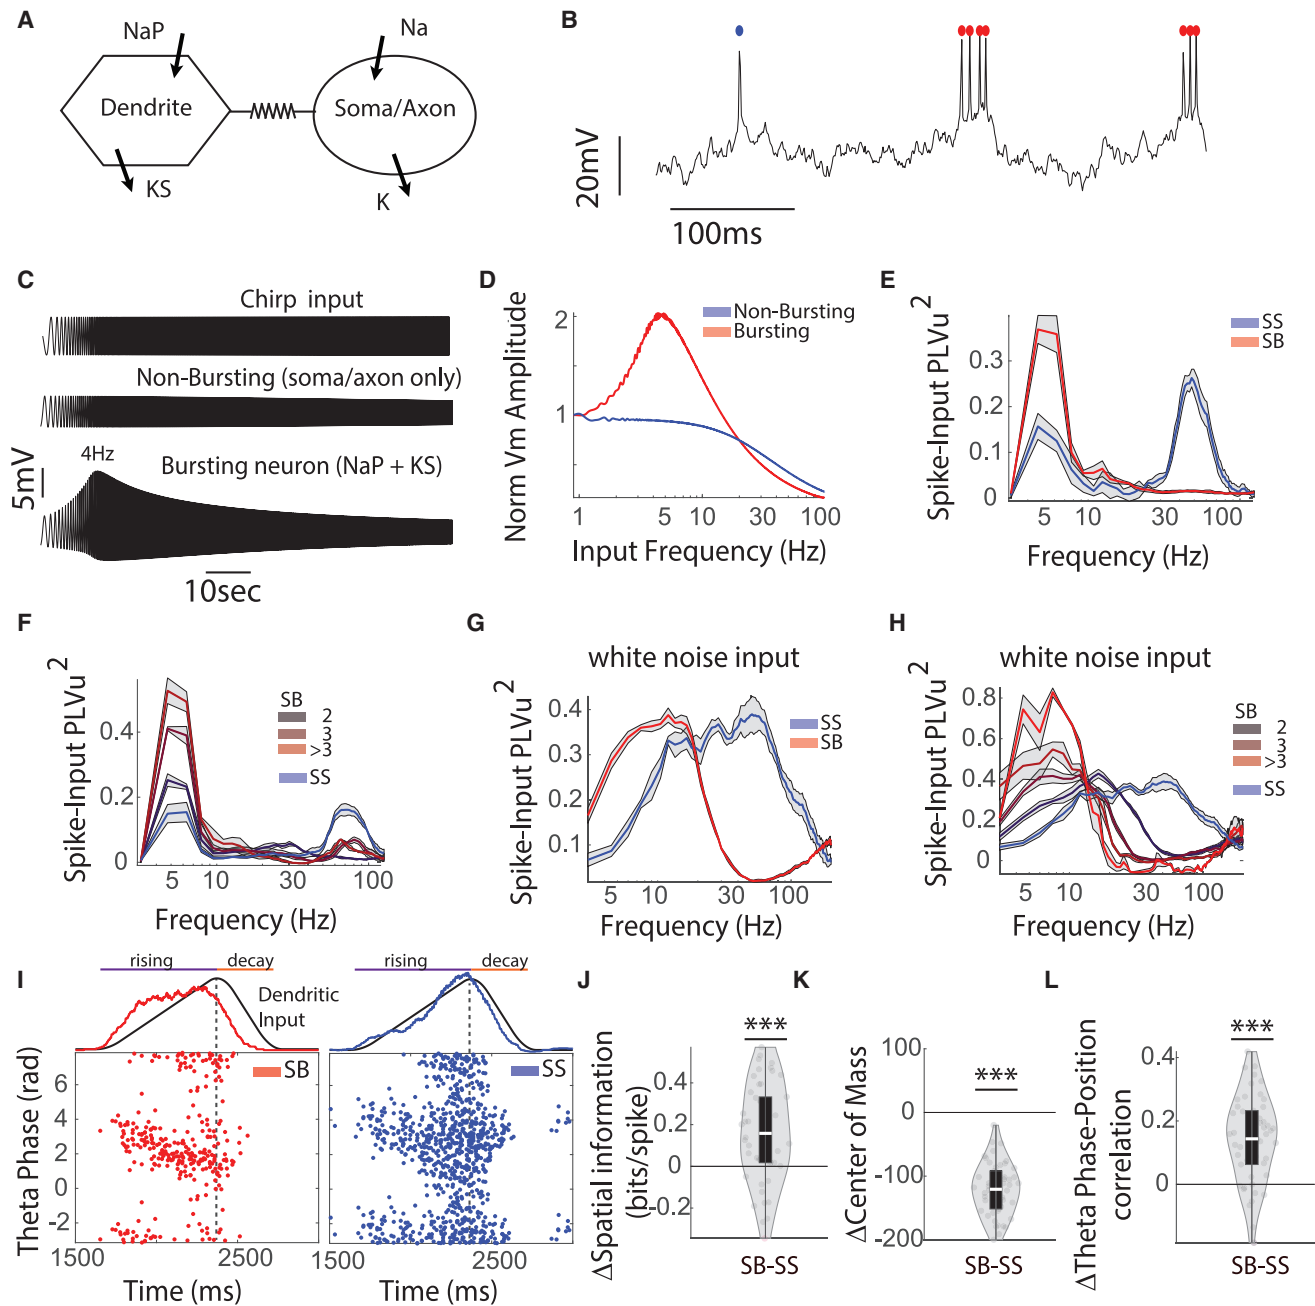 A
NaP
Na
Dendrite
Soma/Axon
KS
K
B
20mV
100ms
C
Chirp input
Non-Bursting (soma/axon only)
4Hz
Bursting neuron (NaP + KS)
5mV
10sec
D
Norm Vm Amplitude
2
1
Non-Bursting
Bursting
1 5 10 30 100
Input Frequency (Hz)
E
Spike-Input PLVu²
0.3
0.2
0.1
0
SS
SB
5 10 30 100
Frequency (Hz)
F
Spike-Input PLVu²
0.4
0.2
0
SB
2
3
>3
SS
5 10 30 100
Frequency (Hz)
G
white noise input
Spike-Input PLVu²
0.4
0.3
0.2
0.1
SS
SB
5 10 30 100
Frequency (Hz)
H
white noise input
Spike-Input PLVu²
0.8
0.6
0.4
0.2
0
SB
2
3
>3
SS
5 10 30 100
Frequency (Hz)
I
rising decay
rising decay
Dendritic
Input
SB
SS
Theta Phase (rad)
6
4
2
0
-2
1500 2500
2500
Time (ms)
Time (ms)
J
ΔSpatial information
(bits/spike)
***
0.4
0.2
0
-0.2
SB-SS
K
ΔCenter of Mass
100
0
-100
-200
***
SB-SS
L
ΔTheta Phase-Position
correlation
***
0.4
0.2
0
SB-SS